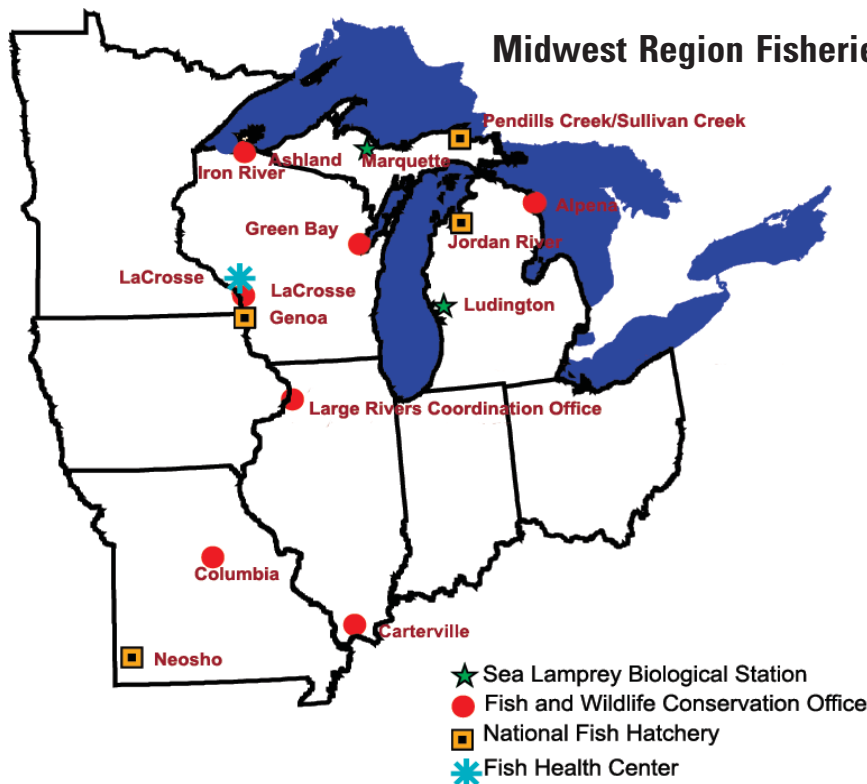 Midwest Region Fisherie
Pendills Creek/Sullivan Creek
Ashland
Marquette
Iron River
Alpena
Green Bay
Jordan River
LaCrosse
LaCrosse
Ludington
Genoa
Large Rivers Coordination Office
Columbia
Carterville
Neosho
Sea Lamprey Biological Station
Fish and Wildlife Conservation Office
National Fish Hatchery
Fish Health Center